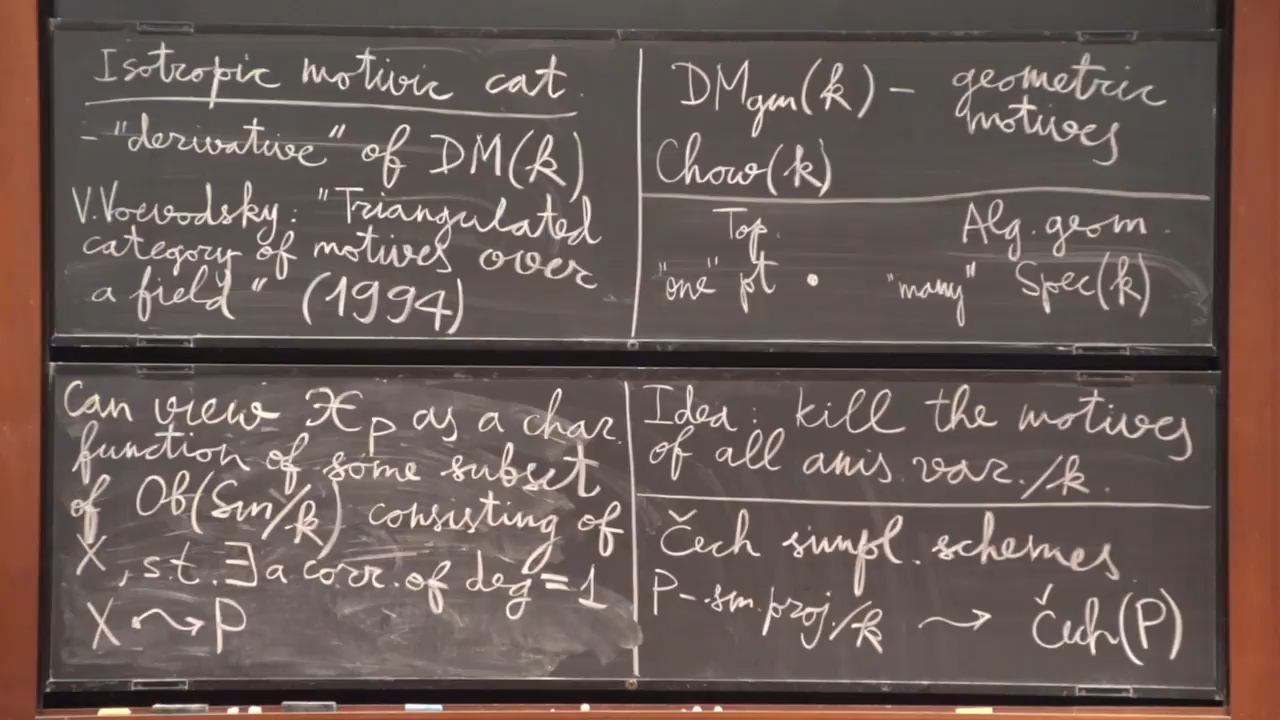 Isotropic motivic cat.
- "derivative" of DM(k)
V.Voevodsky: "Triangulated
category of motives over
a field" (1994)
DMgm(k) - geometric
motives
Chow(k)
Top. Alg. geom.
"one" pt • "many" Spec(k)
Can view 𝒳_P as a char.
function of some subset
of Ob(Sm/k) consisting of
X, s.t. ∃ a corr. of deg = 1
X ⇝ P
Idea: kill the motives
of all anis. var./k.
Čech simpl. schemes
P - sm. proj./k ⇝ Čech(P)